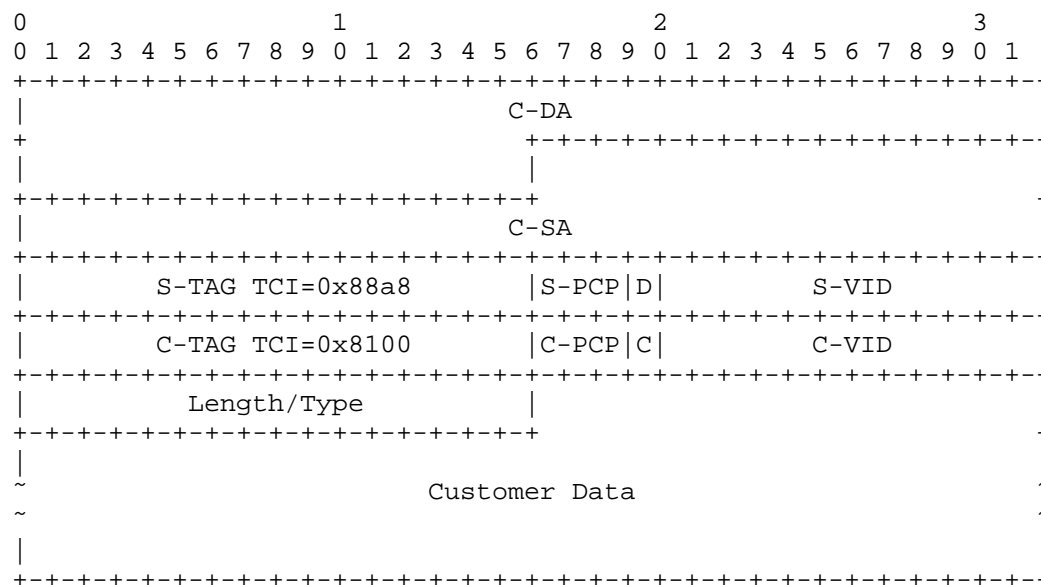 0                   1                   2                   3
0 1 2 3 4 5 6 7 8 9 0 1 2 3 4 5 6 7 8 9 0 1 2 3 4 5 6 7 8 9 0 1
+-+-+-+-+-+-+-+-+-+-+-+-+-+-+-+-+-+-+-+-+-+-+-+-+-+-+-+-+-+-+-+-
|                              C-DA
+                               +-+-+-+-+-+-+-+-+-+-+-+-+-+-+-+-
|                               |
+-+-+-+-+-+-+-+-+-+-+-+-+-+-+-+-+                               -
|                              C-SA
+-+-+-+-+-+-+-+-+-+-+-+-+-+-+-+-+-+-+-+-+-+-+-+-+-+-+-+-+-+-+-+-
|        S-TAG TCI=0x88a8       |S-PCP|D|         S-VID
+-+-+-+-+-+-+-+-+-+-+-+-+-+-+-+-+-+-+-+-+-+-+-+-+-+-+-+-+-+-+-+-
|        C-TAG TCI=0x8100       |C-PCP|C|         C-VID
+-+-+-+-+-+-+-+-+-+-+-+-+-+-+-+-+-+-+-+-+-+-+-+-+-+-+-+-+-+-+-+-
|          Length/Type          |
+-+-+-+-+-+-+-+-+-+-+-+-+-+-+-+-+                               -
|
~                         Customer Data                         ~
~                                                               ~
|
+-+-+-+-+-+-+-+-+-+-+-+-+-+-+-+-+-+-+-+-+-+-+-+-+-+-+-+-+-+-+-+-